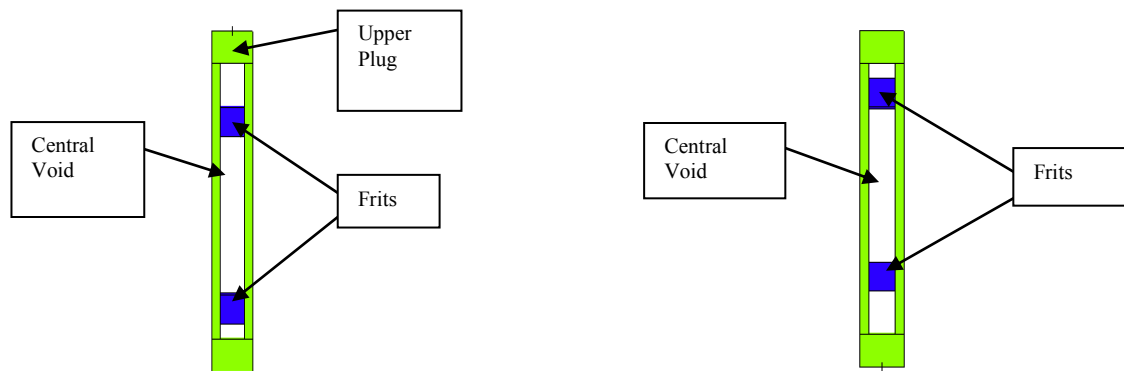 Upper
Plug
Central
Void
Frits
Central
Void
Frits